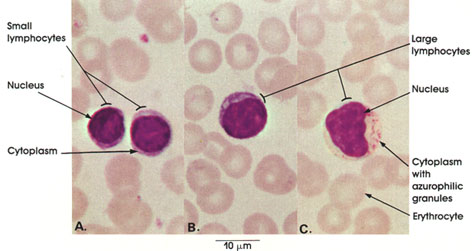 Small
lymphocytes
Nucleus
Cytoplasm
Large
lymphocytes
Nucleus
Cytoplasm
with
azurophilic
granules
Erythrocyte
A.
B.
C.
10 µm